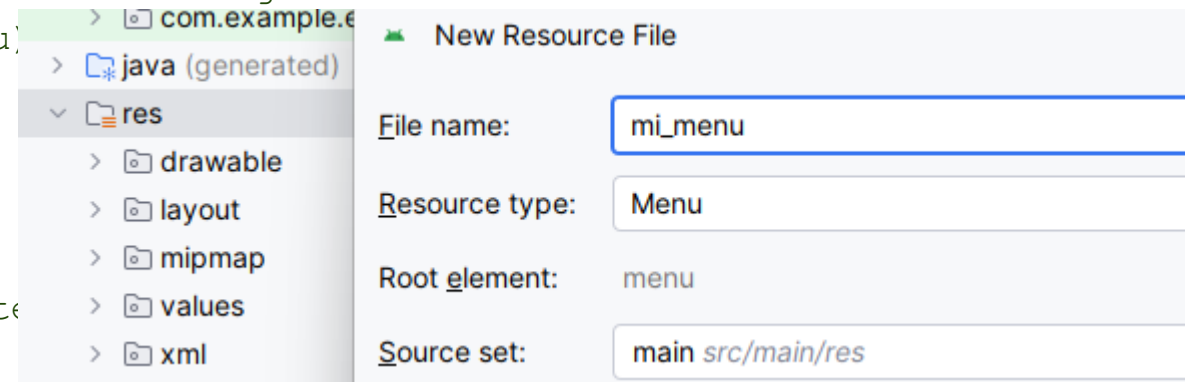 com.example.e
java (generated)
res
drawable
layout
mipmap
values
xml
New Resource File
File name:
mi_menu
Resource type:
Menu
Root element:
menu
Source set:
main src/main/res